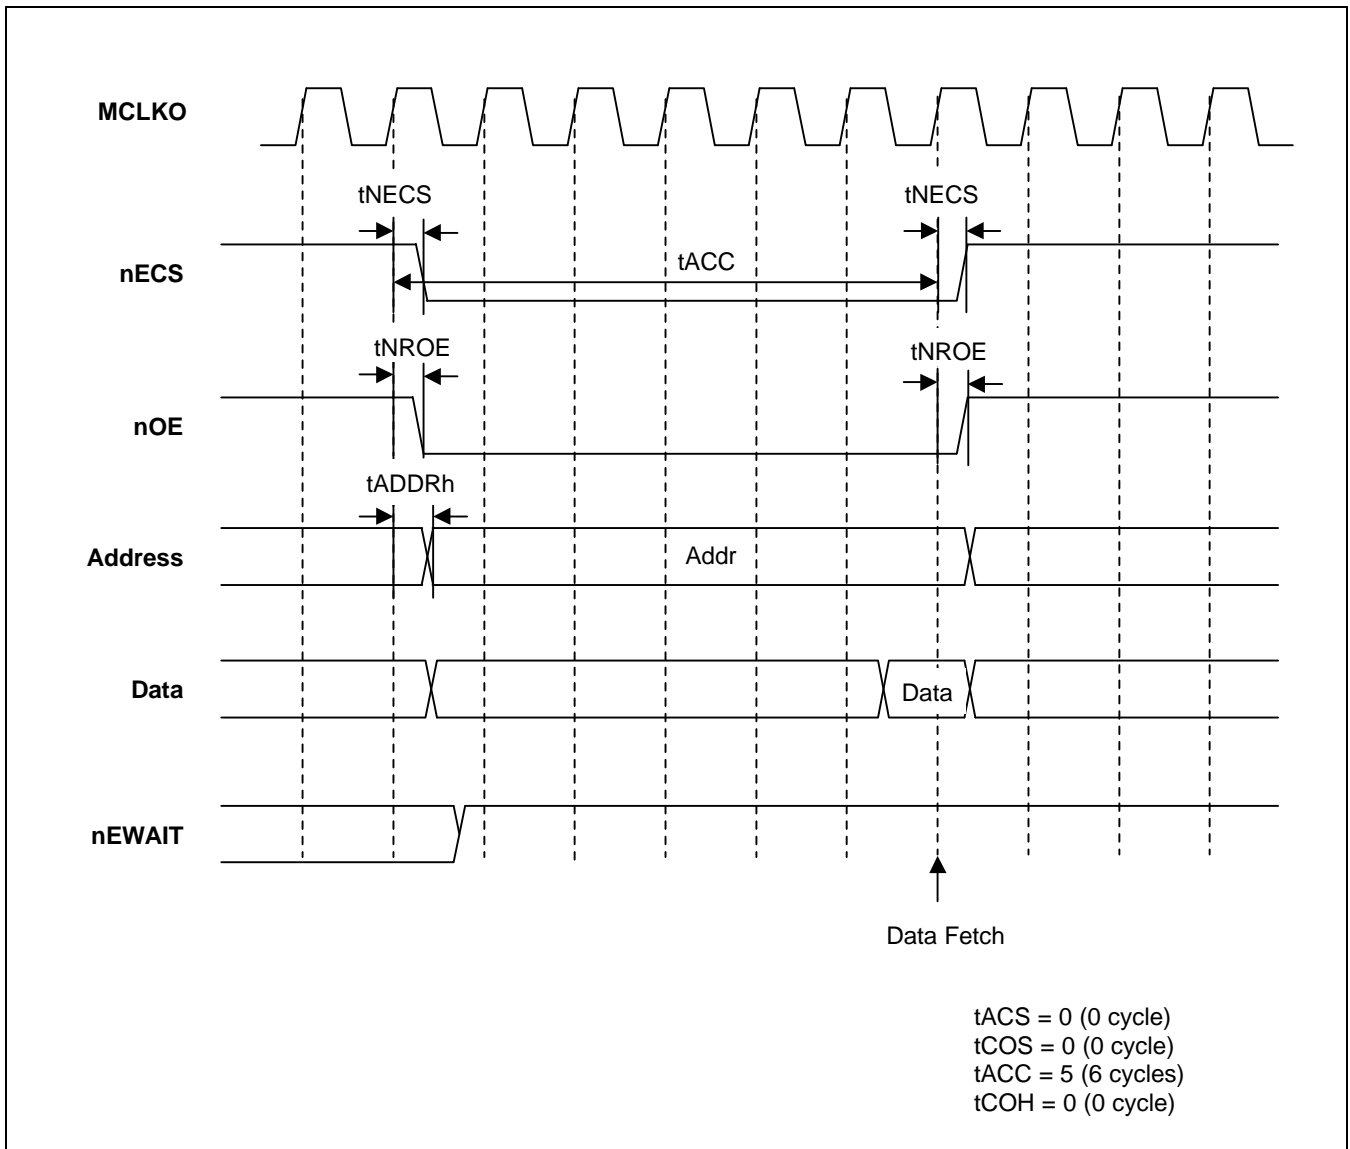 MCLKO
tNECS
tNECS
nECS
tACC
tNROE
tNROE
nOE
tADDRh
Address
Addr
Data
Data
nEWAIT
Data Fetch
tACS = 0 (0 cycle)
tCOS = 0 (0 cycle)
tACC = 5 (6 cycles)
tCOH = 0 (0 cycle)